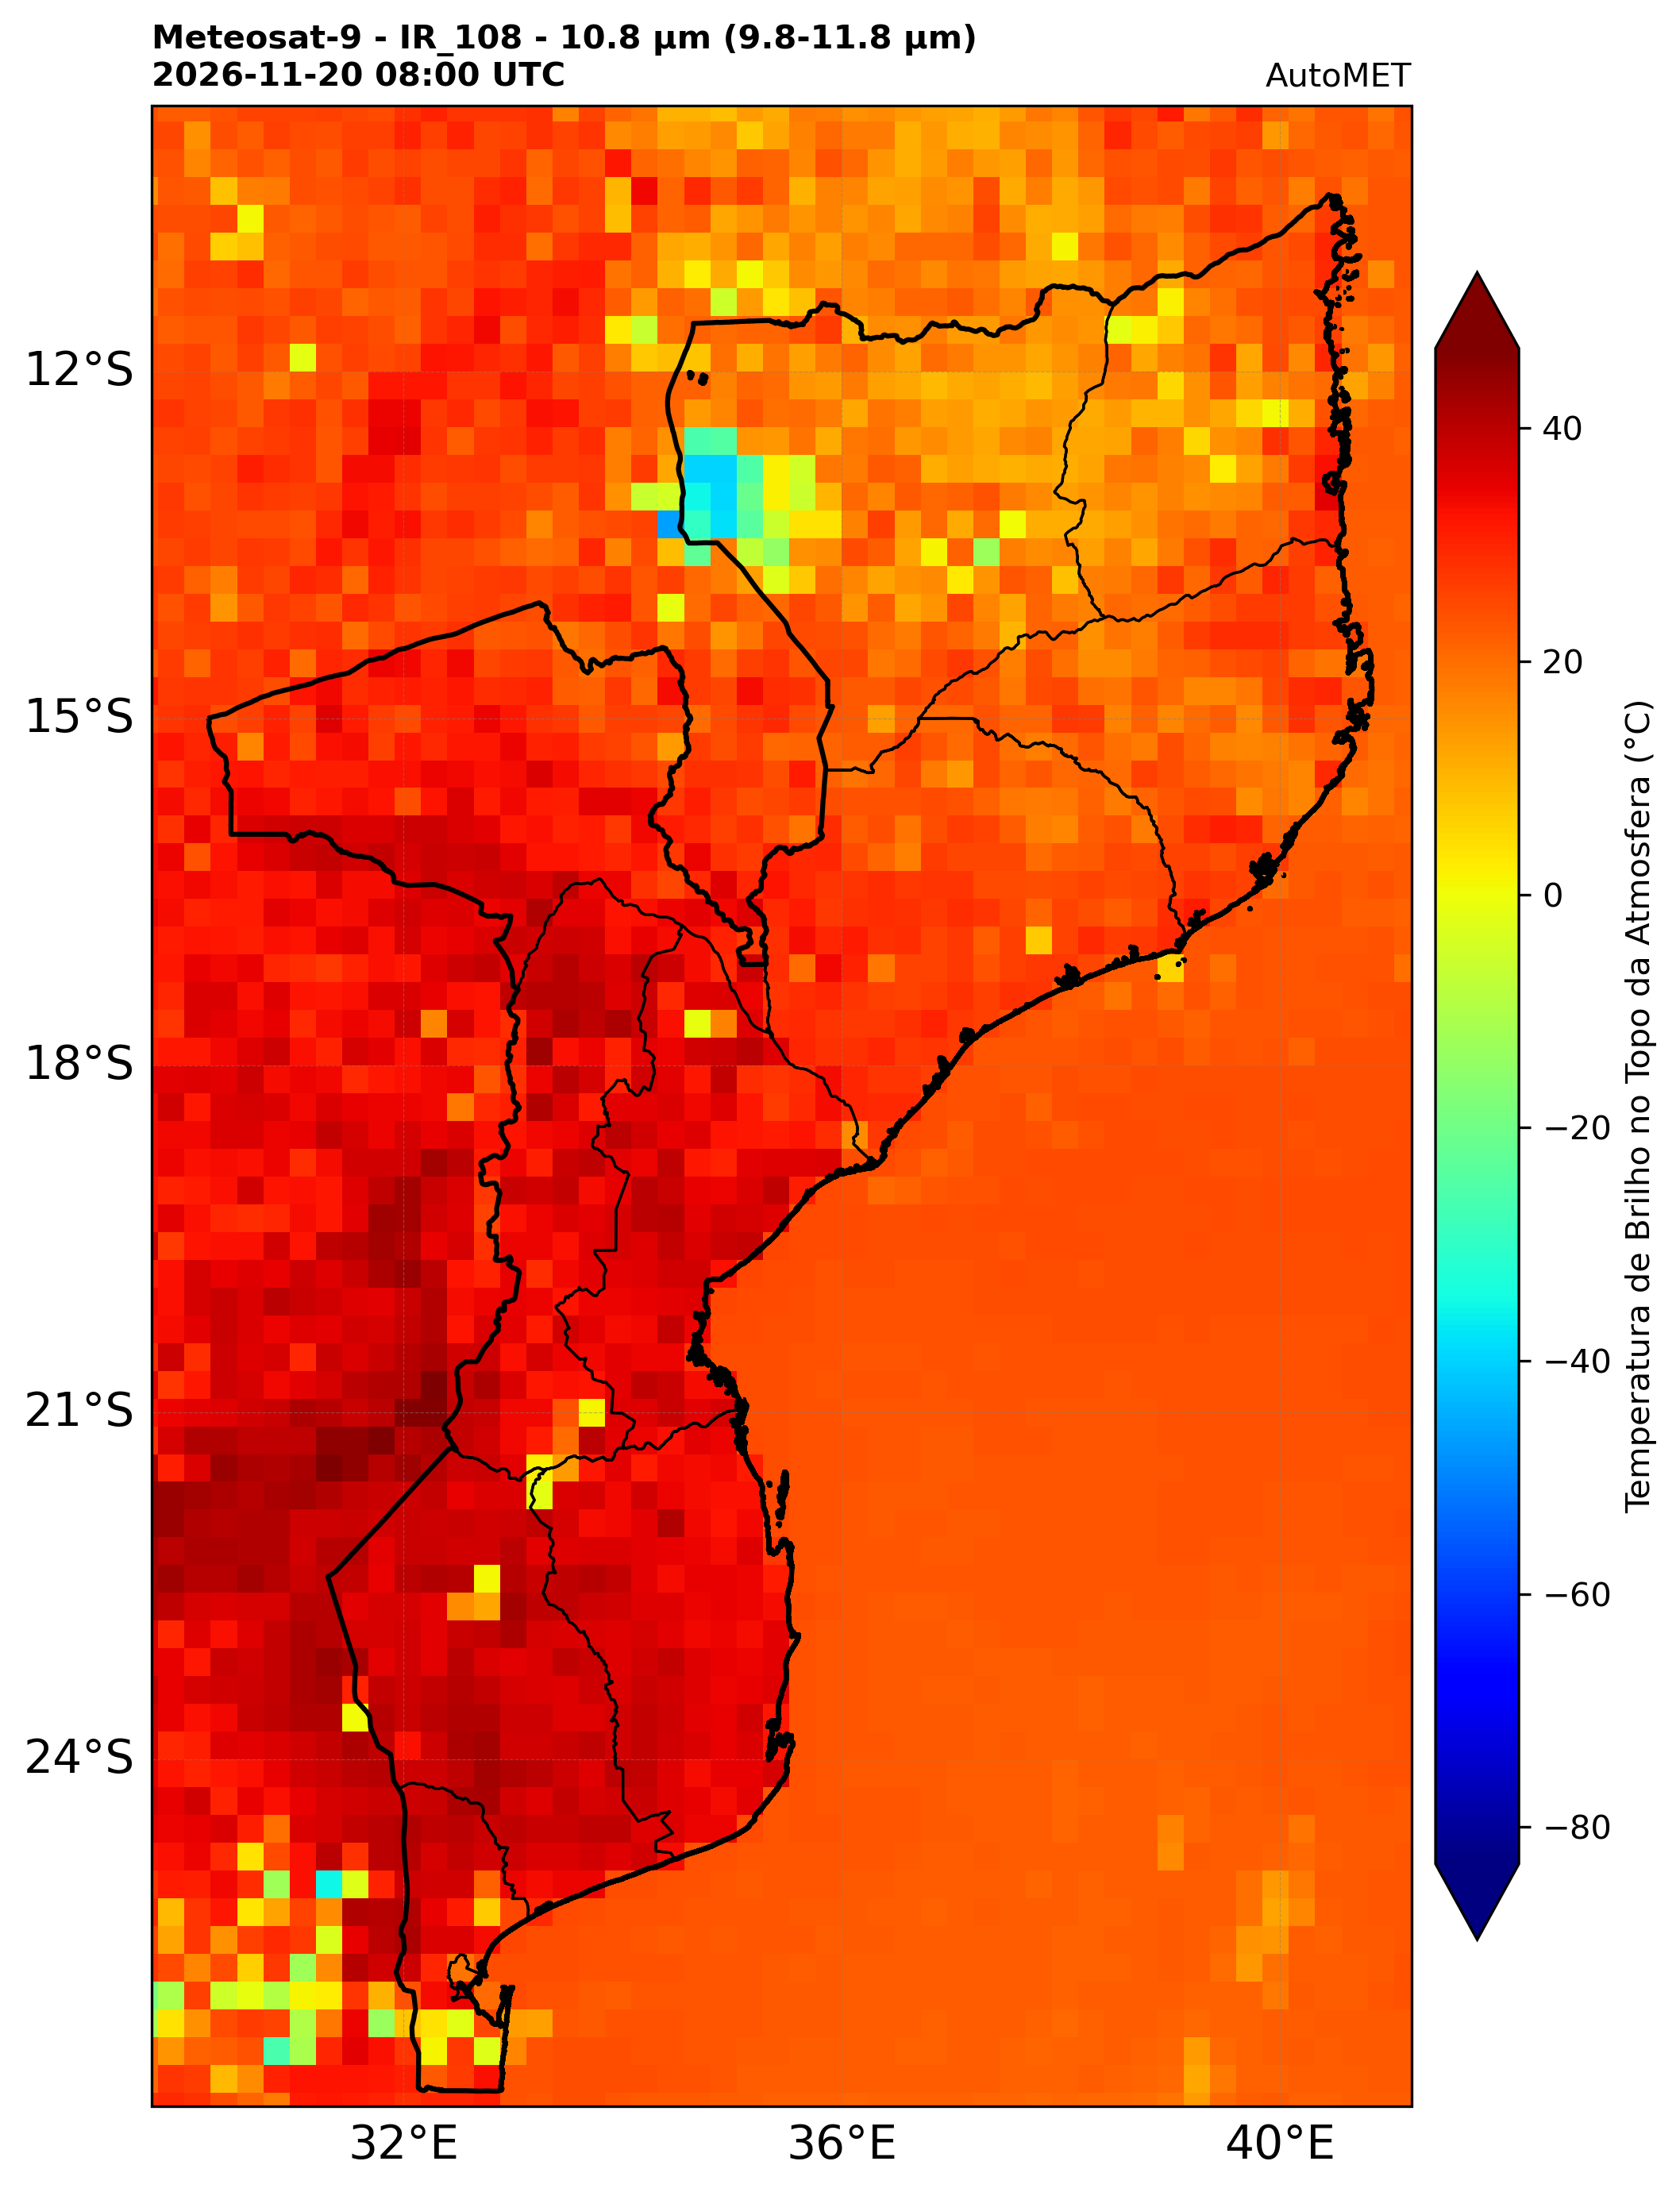 Meteosat-9 - IR_108 - 10.8 µm (9.8-11.8 µm)
2026-11-20 08:00 UTC
AutoMET
12°S
15°S
18°S
21°S
24°S
32°E
36°E
40°E
40
20
0
−20
−40
−60
−80
Temperatura de Brilho no Topo da Atmosfera (°C)